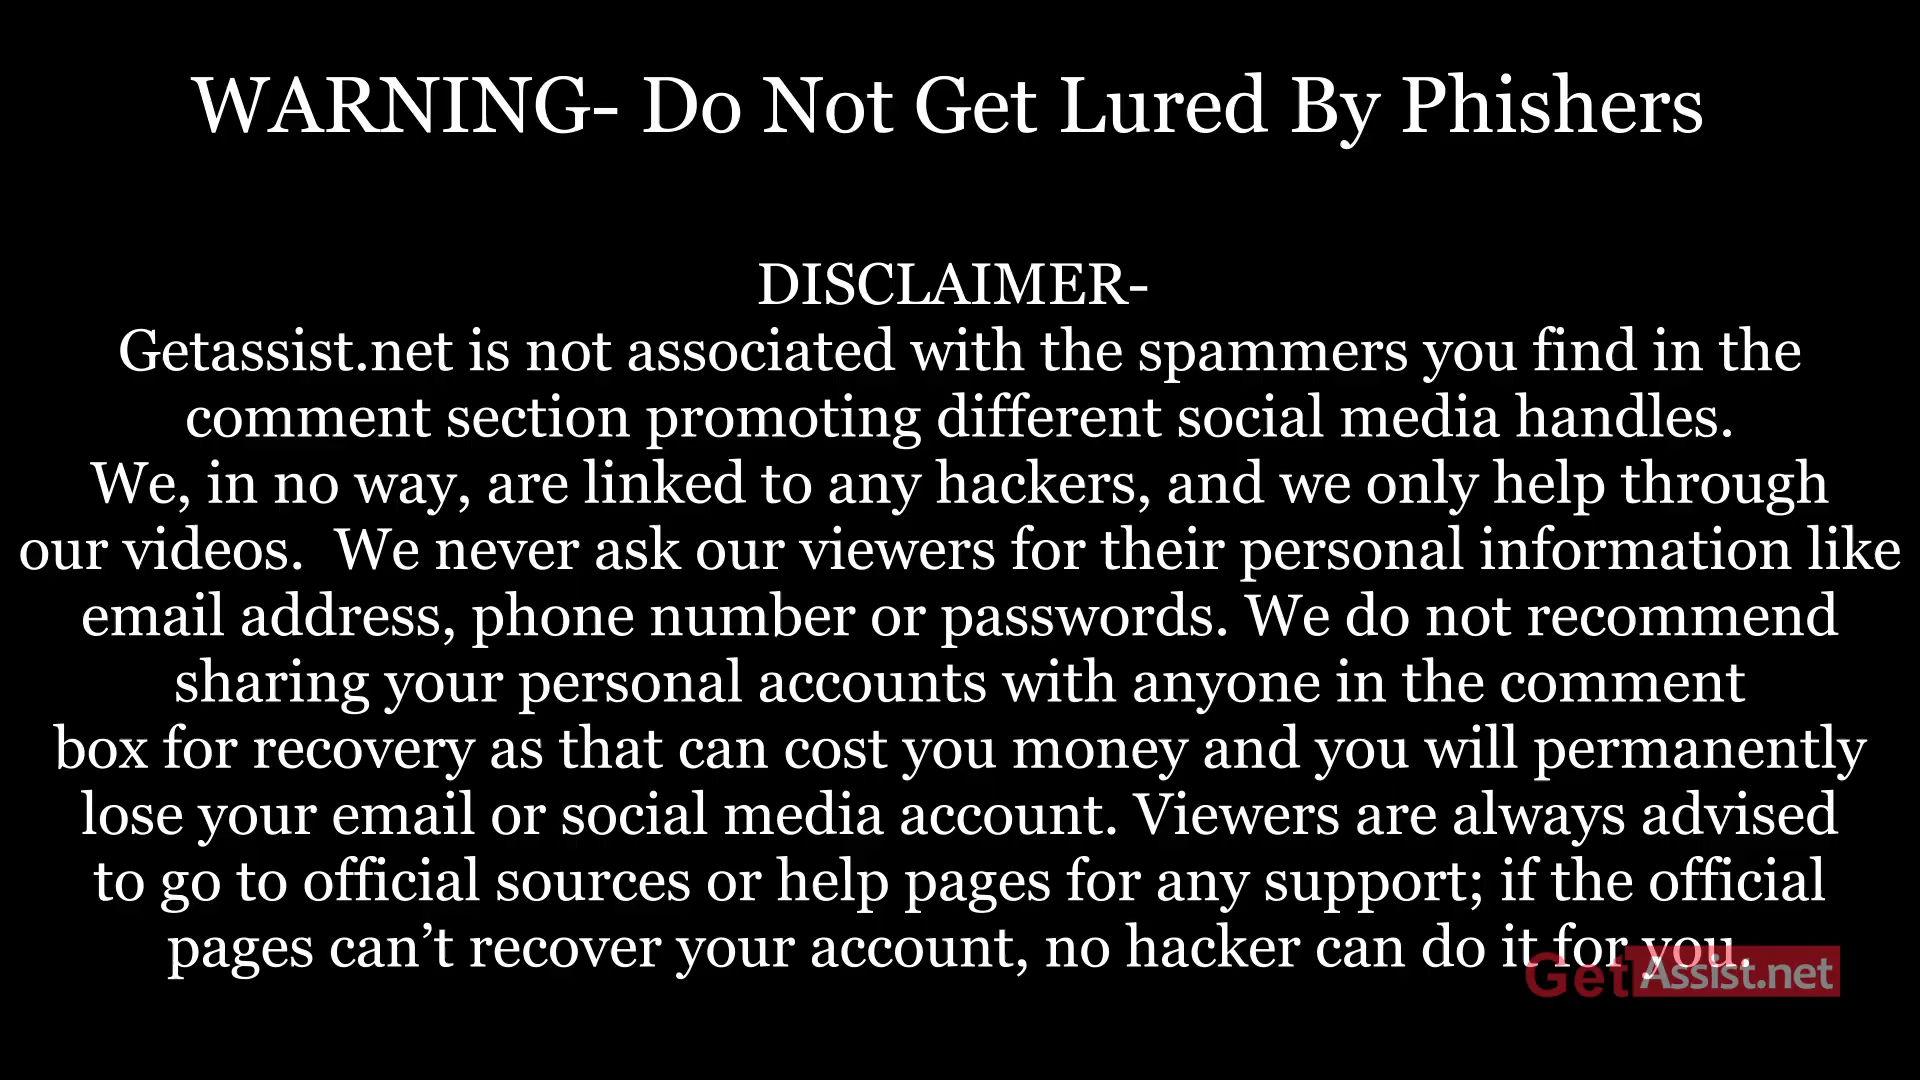 WARNING- Do Not Get Lured By Phishers
DISCLAIMER-
Getassist.net is not associated with the spammers you find in the
comment section promoting different social media handles.
We, in no way, are linked to any hackers, and we only help through
our videos.  We never ask our viewers for their personal information like
email address, phone number or passwords. We do not recommend
sharing your personal accounts with anyone in the comment
box for recovery as that can cost you money and you will permanently
lose your email or social media account. Viewers are always advised
to go to official sources or help pages for any support; if the official
pages can’t recover your account, no hacker can do it for you.
GetAssist.net